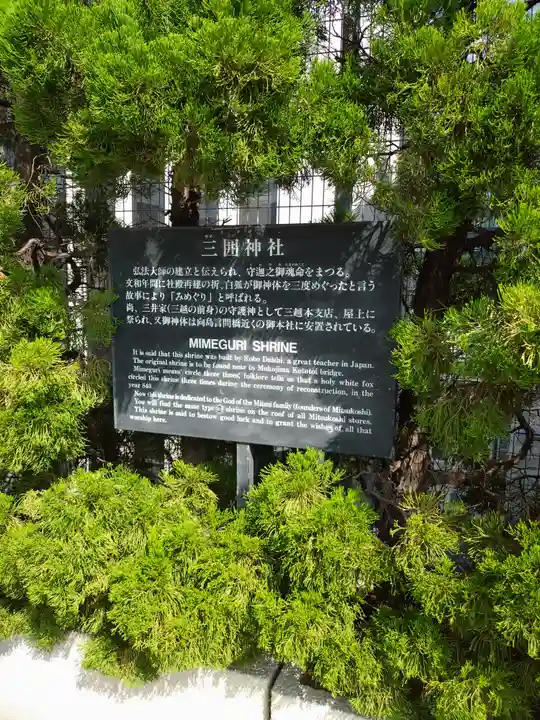 三囲神社
弘法大師の建立と伝えられ、守迦之御魂命をまつる。
文和年間に社殿再建の折、白狐が御神体を三度めぐったと言う
故事により「みめぐり」と呼ばれる。
尚、三井家(三越の前身)の守護神として三越本支店、屋上に
祭られ、又御神体は向島言問橋近くの御本社に安置されている。
MIMEGURI SHRINE
It is said that this shrine was built by Kobo Daishi, a great teacher in Japan.
The original shrine is to be found near to Mukojima Kototoi bridge.
Mimeguri means circle three times, folklore tells us that a holy white fox
circled this shrine three times during the ceremony of reconstruction, in the
year 848.
Now this shrine is dedicated to the God of the Mitsui family (founders of Mitsukoshi).
You will find the same type of shrine on the roof of all Mitsukoshi stores.
This shrine is said to bestow good luck and to grant the wishes of all that
worship here.